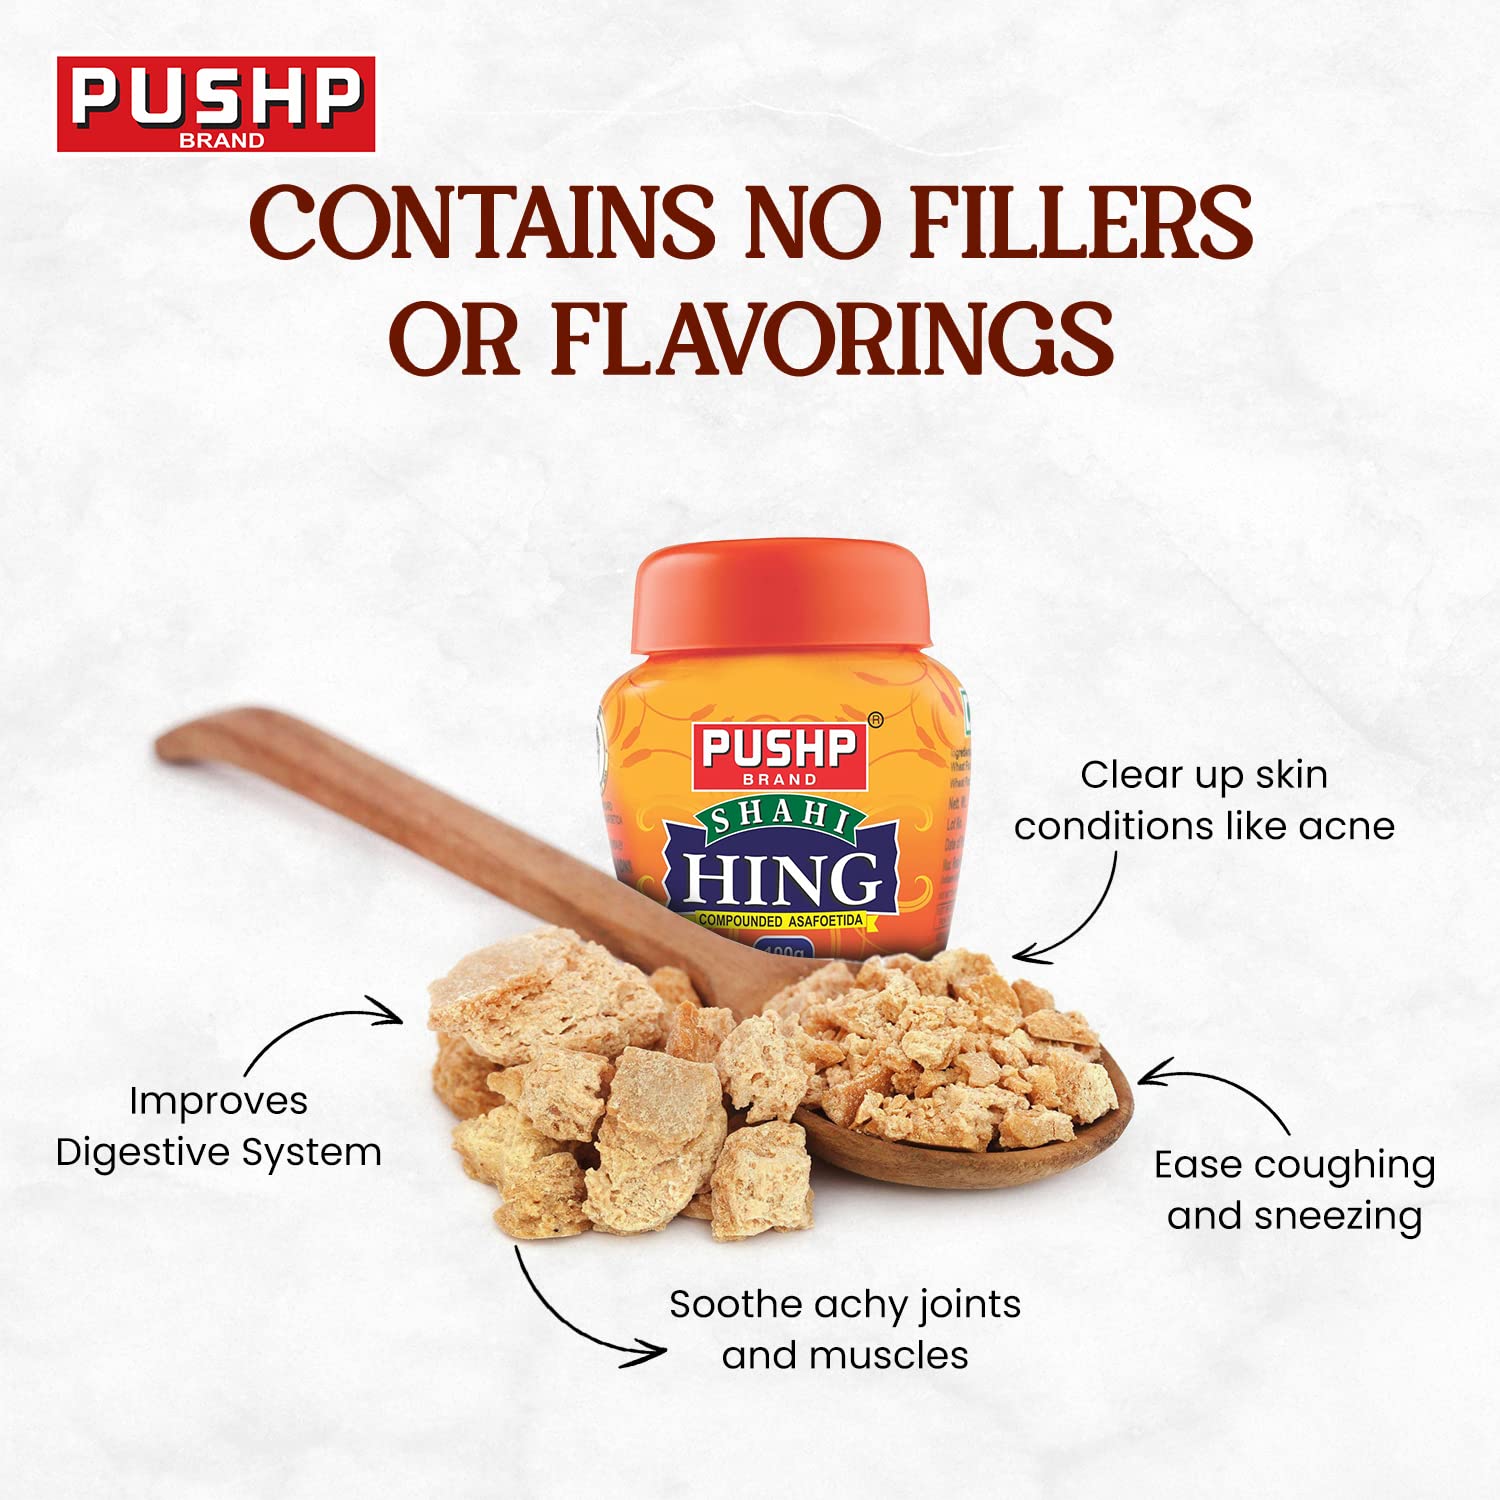 PUSHP
BRAND
CONTAINS NO FILLERS
OR FLAVORINGS
PUSHP
®
BRAND
SHAHI
HING
COMPOUNDED ASAFOETIDA
100g
Clear up skin
conditions like acne
Improves
Digestive System
Ease coughing
and sneezing
Soothe achy joints
and muscles